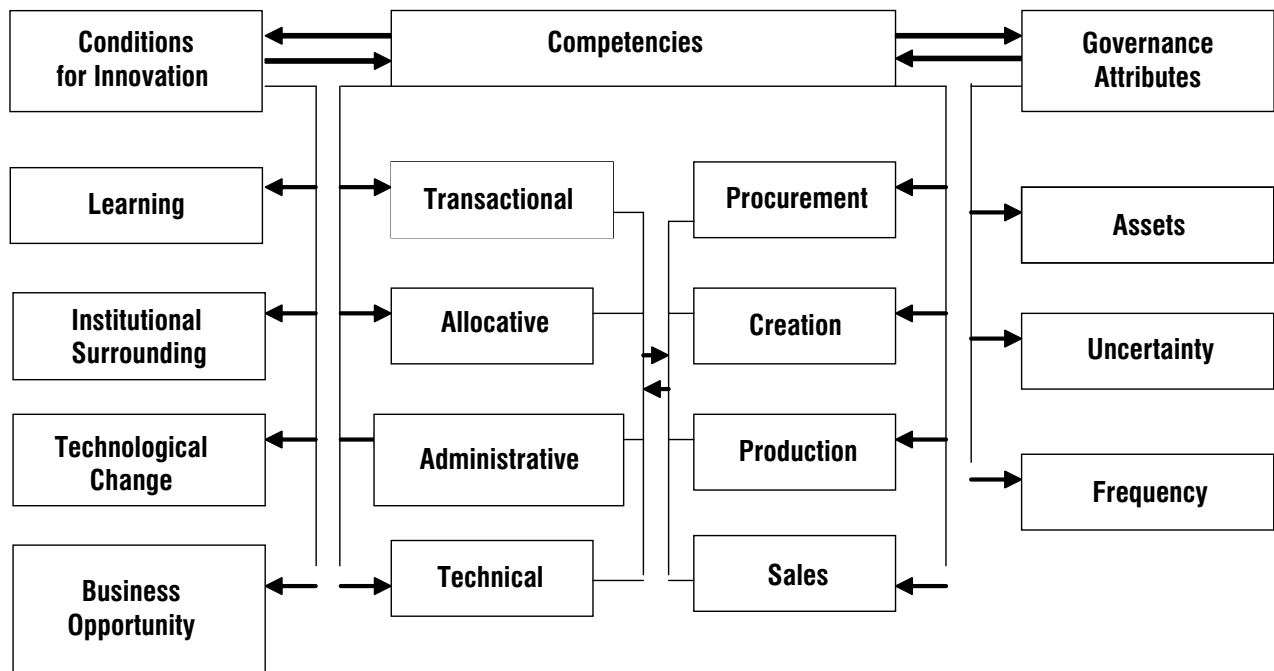 Conditions
for Innovation
Competencies
Governance
Attributes
Learning
Transactional
Procurement
Assets
Institutional
Surrounding
Allocative
Creation
Uncertainty
Technological
Change
Administrative
Production
Frequency
Business
Opportunity
Technical
Sales